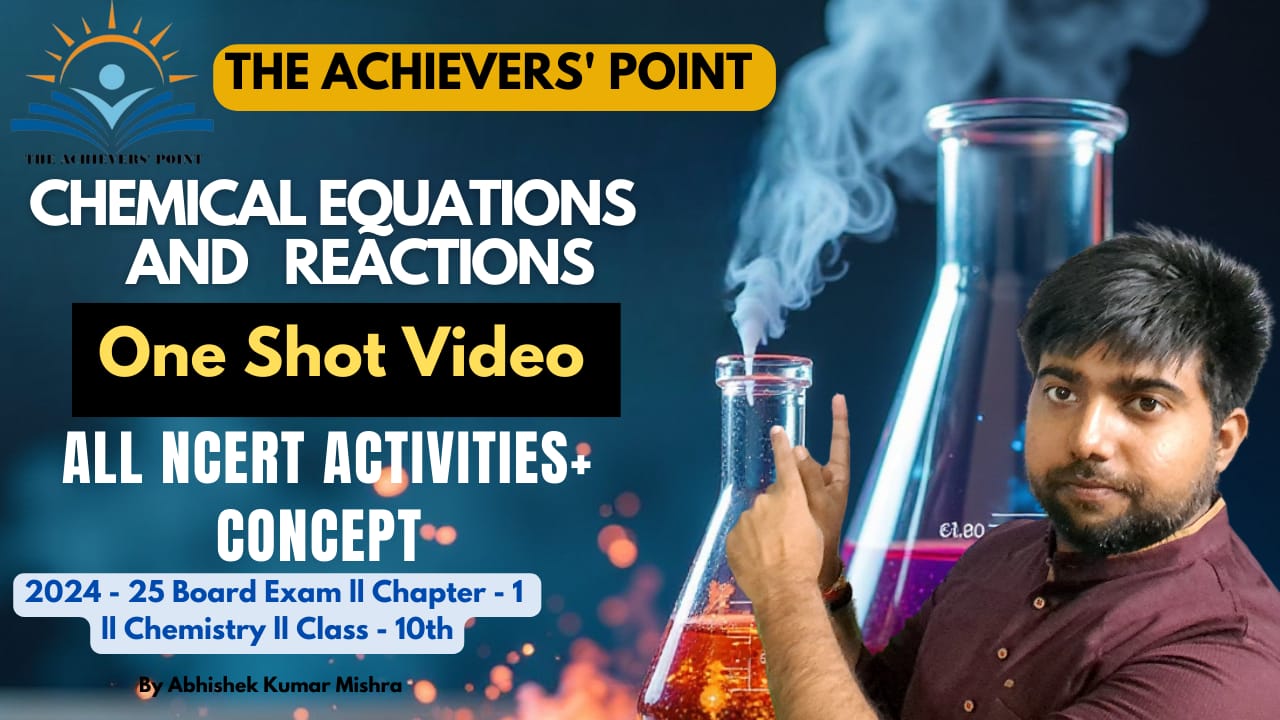 THE ACHIEVERS' POINT
THE ACHIEVERS' POINT
CHEMICAL EQUATIONS
AND REACTIONS
One Shot Video
ALL NCERT ACTIVITIES+
CONCEPT
2024 - 25 Board Exam ll Chapter - 1
ll Chemistry ll Class - 10th
By Abhishek Kumar Mishra